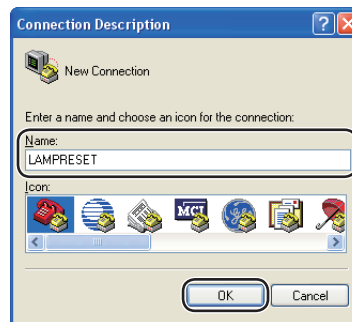 Connection Description
New Connection
Enter a name and choose an icon for the connection:
Name:
LAMPRESET
Icon:
MCI
OK
Cancel